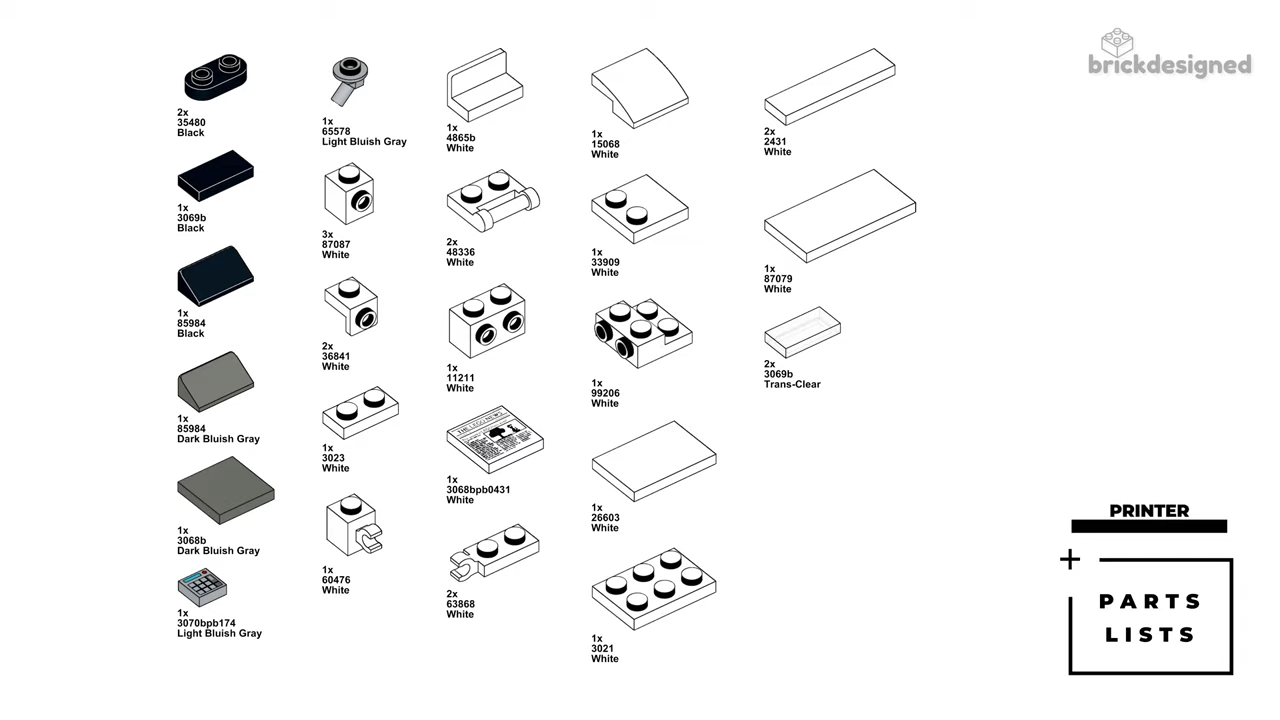 brickdesigned
2x
35480
Black
1x
3069b
Black
1x
85984
Black
1x
85984
Dark Bluish Gray
1x
3068b
Dark Bluish Gray
1x
3070bpb174
Light Bluish Gray
1x
65578
Light Bluish Gray
3x
87087
White
2x
36841
White
1x
3023
White
1x
60476
White
1x
4865b
White
2x
48336
White
1x
11211
White
THE LEGO NEWS
1x
3068bpb0431
White
2x
63868
White
1x
15068
White
1x
33909
White
1x
99206
White
1x
26603
White
1x
3021
White
2x
2431
White
1x
87079
White
2x
3069b
Trans-Clear
PRINTER
+
PARTS
LISTS